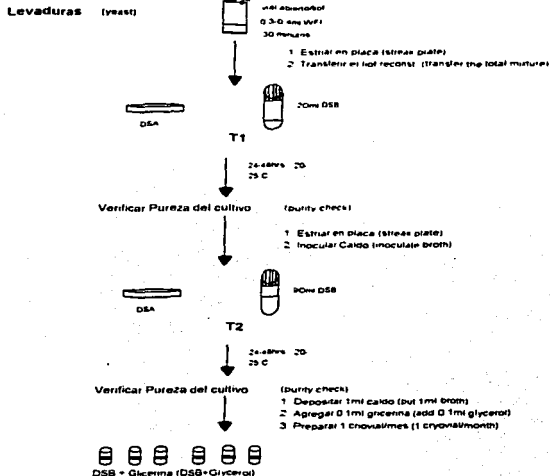 Levaduras (yeast)
30 minutes
1 Estriar en placa (streak plate)
2 Transferir el liof reconst (transfer the total mixture)
DSA
20ml DSB
T1
24-48hrs 20-
25 C
Verificar Pureza del cultivo (purity check)
1 Estriar en placa (streak plate)
2 Inocular Caldo (inoculate broth)
DSA
90ml DSB
T2
24-48hrs 20-
25 C
Verificar Pureza del cultivo (purity check)
1 Depositar 1ml caldo (put 1ml broth)
2 Agregar 0 1ml glicerina (add 0 1ml glycerol)
3 Preparar 1 criovial/mes (1 cryovial/month)
DSB + Glicerina (DSB+Glycerol)